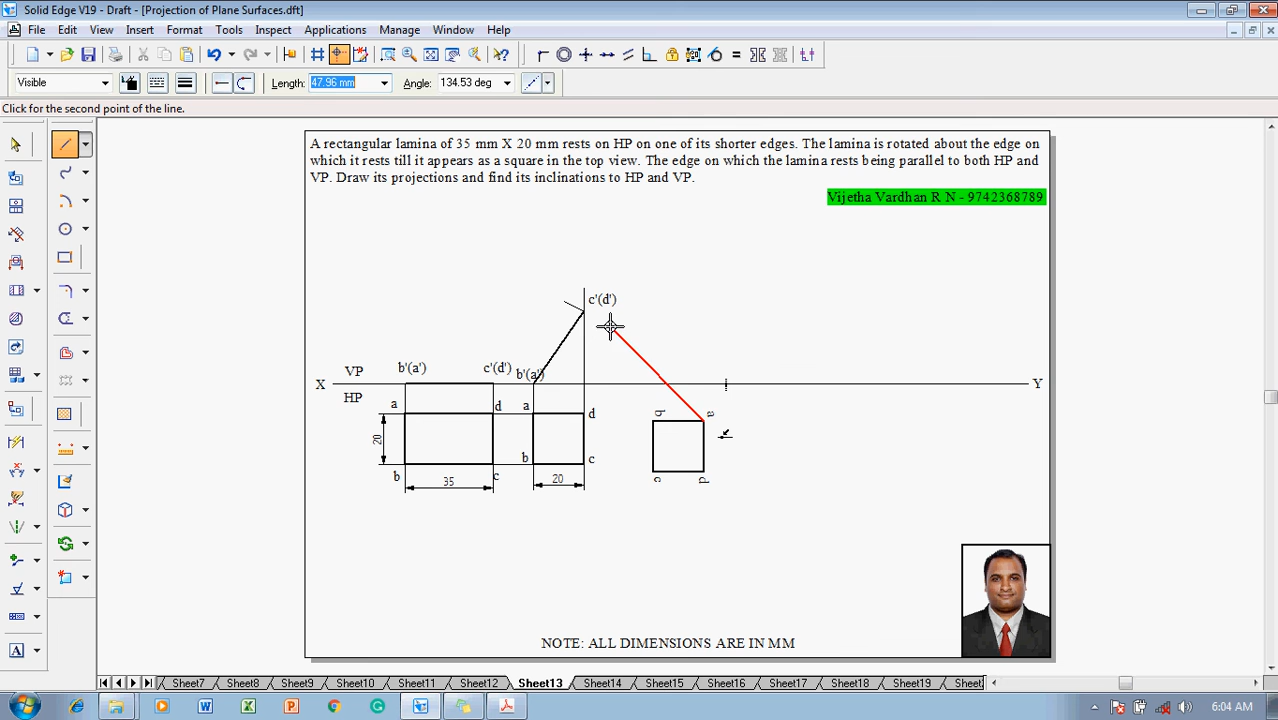 Solid Edge V19 - Draft - [Projection of Plane Surfaces.dft]
File Edit View Insert Format Tools Inspect Applications Manage Window Help
Visible Length: 47.96 mm Angle: 134.53 deg
Click for the second point of the line.
A rectangular lamina of 35 mm X 20 mm rests on HP on one of its shorter edges. The lamina is rotated about the edge on
which it rests till it appears as a square in the top view. The edge on which the lamina rests being parallel to both HP and
VP. Draw its projections and find its inclinations to HP and VP.
Vijetha Vardhan R N - 9742368789
c'(d')
VP b'(a') c'(d') b'(a')
X Y
HP
a d a d b a
20
b c b c c d
35 20
NOTE: ALL DIMENSIONS ARE IN MM
Sheet7 Sheet8 Sheet9 Sheet10 Sheet11 Sheet12 Sheet13 Sheet14 Sheet15 Sheet16 Sheet17 Sheet18 Sheet19 Sheet
6:04 AM